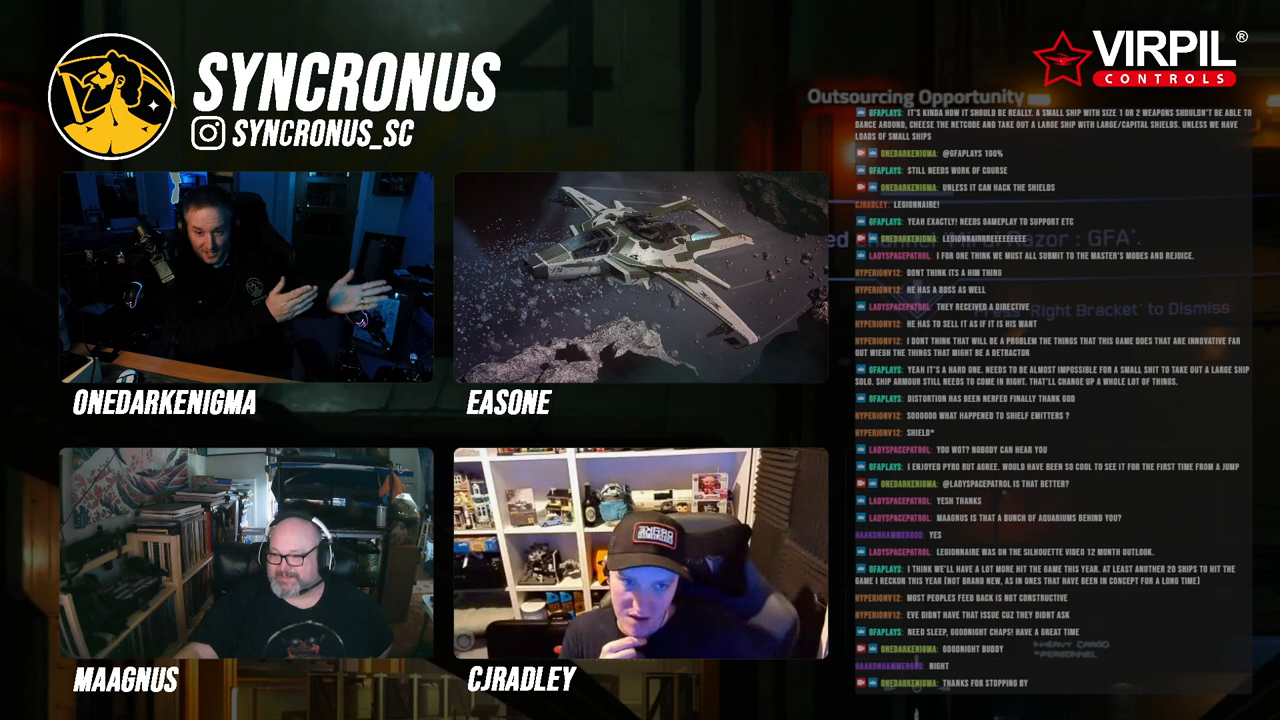 SYNCRONUS
SYNCRONUS_SC
VIRPIL®
CONTROLS
Outsourcing Opportunity
GFAPLAYS: IT'S KINDA HOW IT SHOULD BE REALLY. A SMALL SHIP WITH SIZE 1 OR 2 WEAPONS SHOULDN'T BE ABLE TO
DANCE AROUND, CHEESE THE NETCODE AND TAKE OUT A LARGE SHIP WITH LARGE/CAPITAL SHIELDS. UNLESS WE HAVE
LOADS OF SMALL SHIPS
ONEDARKENIGMA: @GFAPLAYS 100%
GFAPLAYS: STILL NEEDS WORK OF COURSE
ONEDARKENIGMA: UNLESS IT CAN HACK THE SHIELDS
CJRADLEY: LEGIONNAIRE!
GFAPLAYS: YEAH EXACTLY! NEEDS GAMEPLAY TO SUPPORT ETC
ONEDARKENIGMA: LEGIONNAIRRREEEEEEEEE
LADYSPACEPATROL: I FOR ONE THINK WE MUST ALL SUBMIT TO THE MASTER'S MODES AND REJOICE.
HYPERIONV12: DONT THINK ITS A HIM THING
HYPERIONV12: HE HAS A BOSS AS WELL
LADYSPACEPATROL: THEY RECEIVED A DIRECTIVE
HYPERIONV12: HE HAS TO SELL IT AS IF IT IS HIS WANT
HYPERIONV12: I DONT THINK THAT WILL BE A PROBLEM THE THINGS THAT THIS GAME DOES THAT ARE INNOVATIVE FAR
OUT WIEGH THE THINGS THAT MIGHT BE A DETRACTOR
GFAPLAYS: YEAH IT'S A HARD ONE. NEEDS TO BE ALMOST IMPOSSIBLE FOR A SMALL SHIT TO TAKE OUT A LARGE SHIP
SOLO. SHIP ARMOUR STILL NEEDS TO COME IN RIGHT. THAT'LL CHANGE UP A WHOLE LOT OF THINGS.
GFAPLAYS: DISTORTION HAS BEEN NERFED FINALLY THANK GOD
HYPERIONV12: SOOOOOO WHAT HAPPENED TO SHIELF EMITTERS ?
HYPERIONV12: SHIELD*
LADYSPACEPATROL: YOU WOT? NOBODY CAN HEAR YOU
GFAPLAYS: I ENJOYED PYRO BUT AGREE. WOULD HAVE BEEN SO COOL TO SEE IT FOR THE FIRST TIME FROM A JUMP
ONEDARKENIGMA: @LADYSPACEPATROL IS THAT BETTER?
LADYSPACEPATROL: YESH THANKS
LADYSPACEPATROL: MAAGNUS IS THAT A BUNCH OF AQUARIUMS BEHIND YOU?
HAAKONHAMMERGOD: YES
LADYSPACEPATROL: LEGIONNAIRE WAS ON THE SILHOUETTE VIDEO 12 MONTH OUTLOOK.
GFAPLAYS: I THINK WE'LL HAVE A LOT MORE HIT THE GAME THIS YEAR. AT LEAST ANOTHER 20 SHIPS TO HIT THE
GAME I RECKON THIS YEAR (NOT BRAND NEW, AS IN ONES THAT HAVE BEEN IN CONCEPT FOR A LONG TIME)
HYPERIONV12: MOST PEOPLES FEED BACK IS NOT CONSTRUCTIVE
HYPERIONV12: EVE DIDNT HAVE THAT ISSUE CUZ THEY DIDNT ASK
GFAPLAYS: NEED SLEEP, GOODNIGHT CHAPS! HAVE A GREAT TIME
ONEDARKENIGMA: GOODNIGHT BUDDY
HAAKONHAMMERGOD: NIGHT
ONEDARKENIGMA: THANKS FOR STOPPING BY
Razor : GFA'.
Right Bracket' to Dismiss
ONEDARKENIGMA
EASONE
MAAGNUS
CJRADLEY